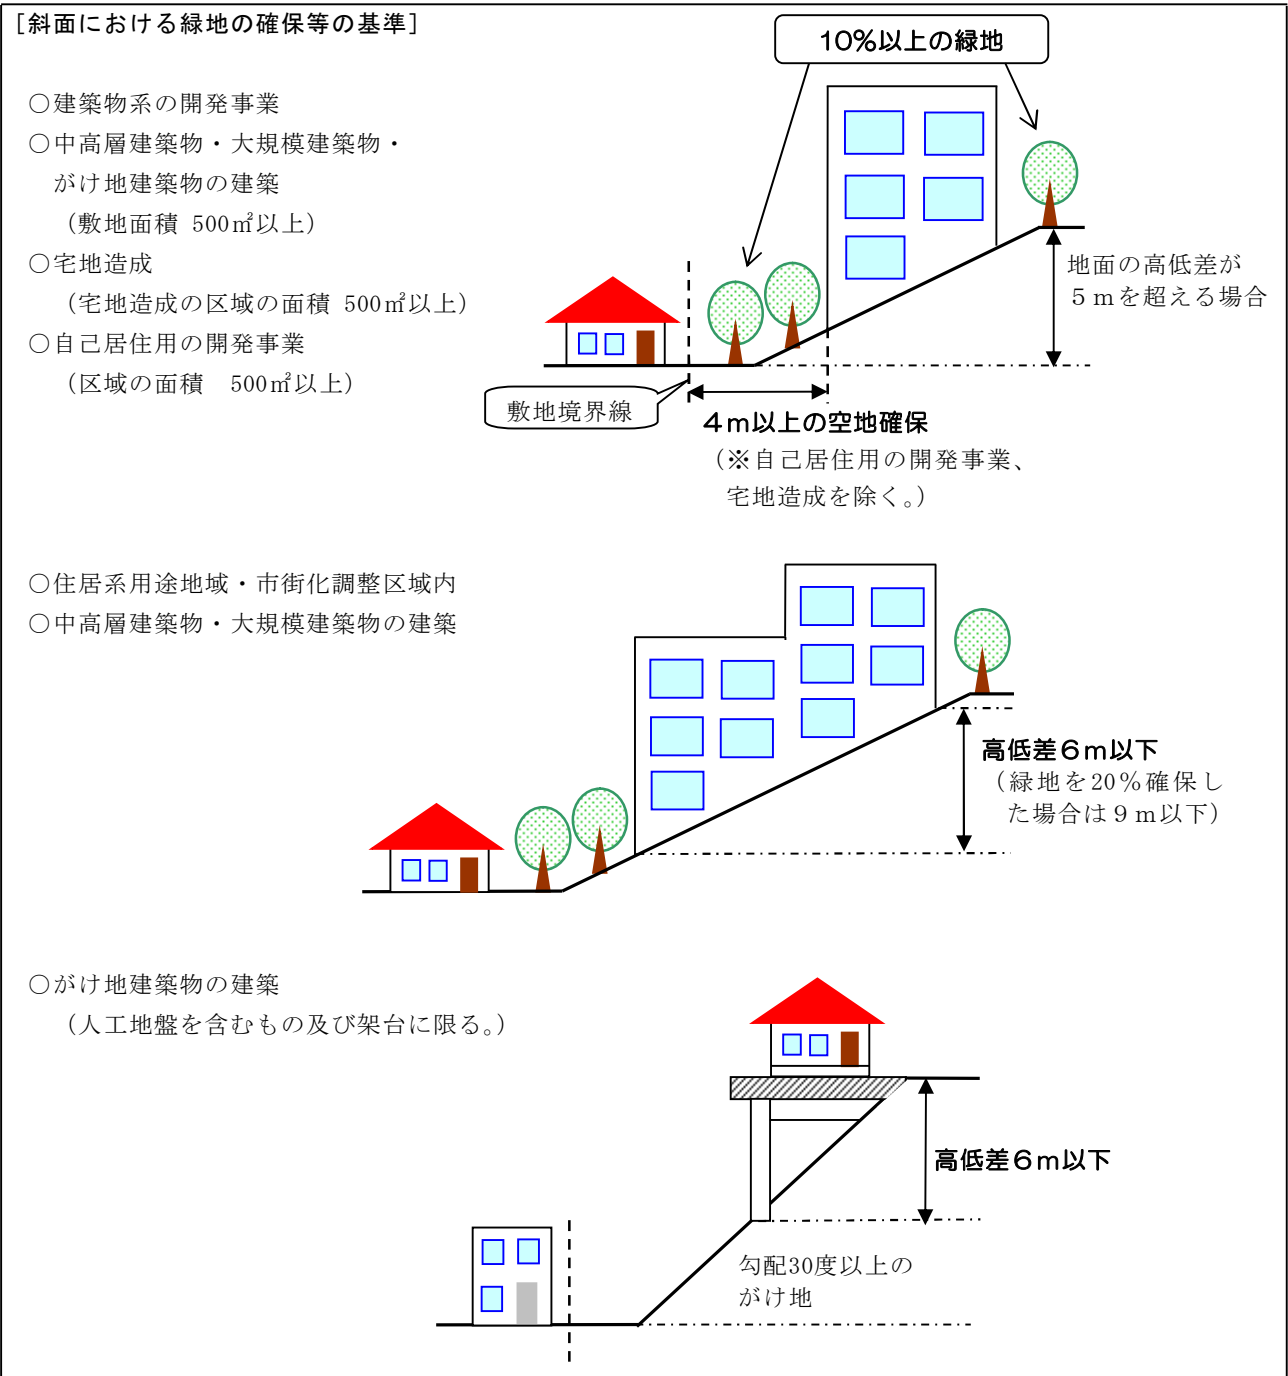 [斜面における緑地の確保等の基準]
10%以上の緑地
○建築物系の開発事業
○中高層建築物・大規模建築物・
がけ地建築物の建築
（敷地面積 500㎡以上）
○宅地造成
（宅地造成の区域の面積 500㎡以上）
○自己居住用の開発事業
（区域の面積　500㎡以上）
地面の高低差が
５ｍを超える場合
敷地境界線
4m以上の空地確保
（※自己居住用の開発事業、
宅地造成を除く。）
○住居系用途地域・市街化調整区域内
○中高層建築物・大規模建築物の建築
高低差6m以下
（緑地を20％確保し
た場合は９ｍ以下）
○がけ地建築物の建築
（人工地盤を含むもの及び架台に限る。）
高低差6m以下
勾配30度以上の
がけ地